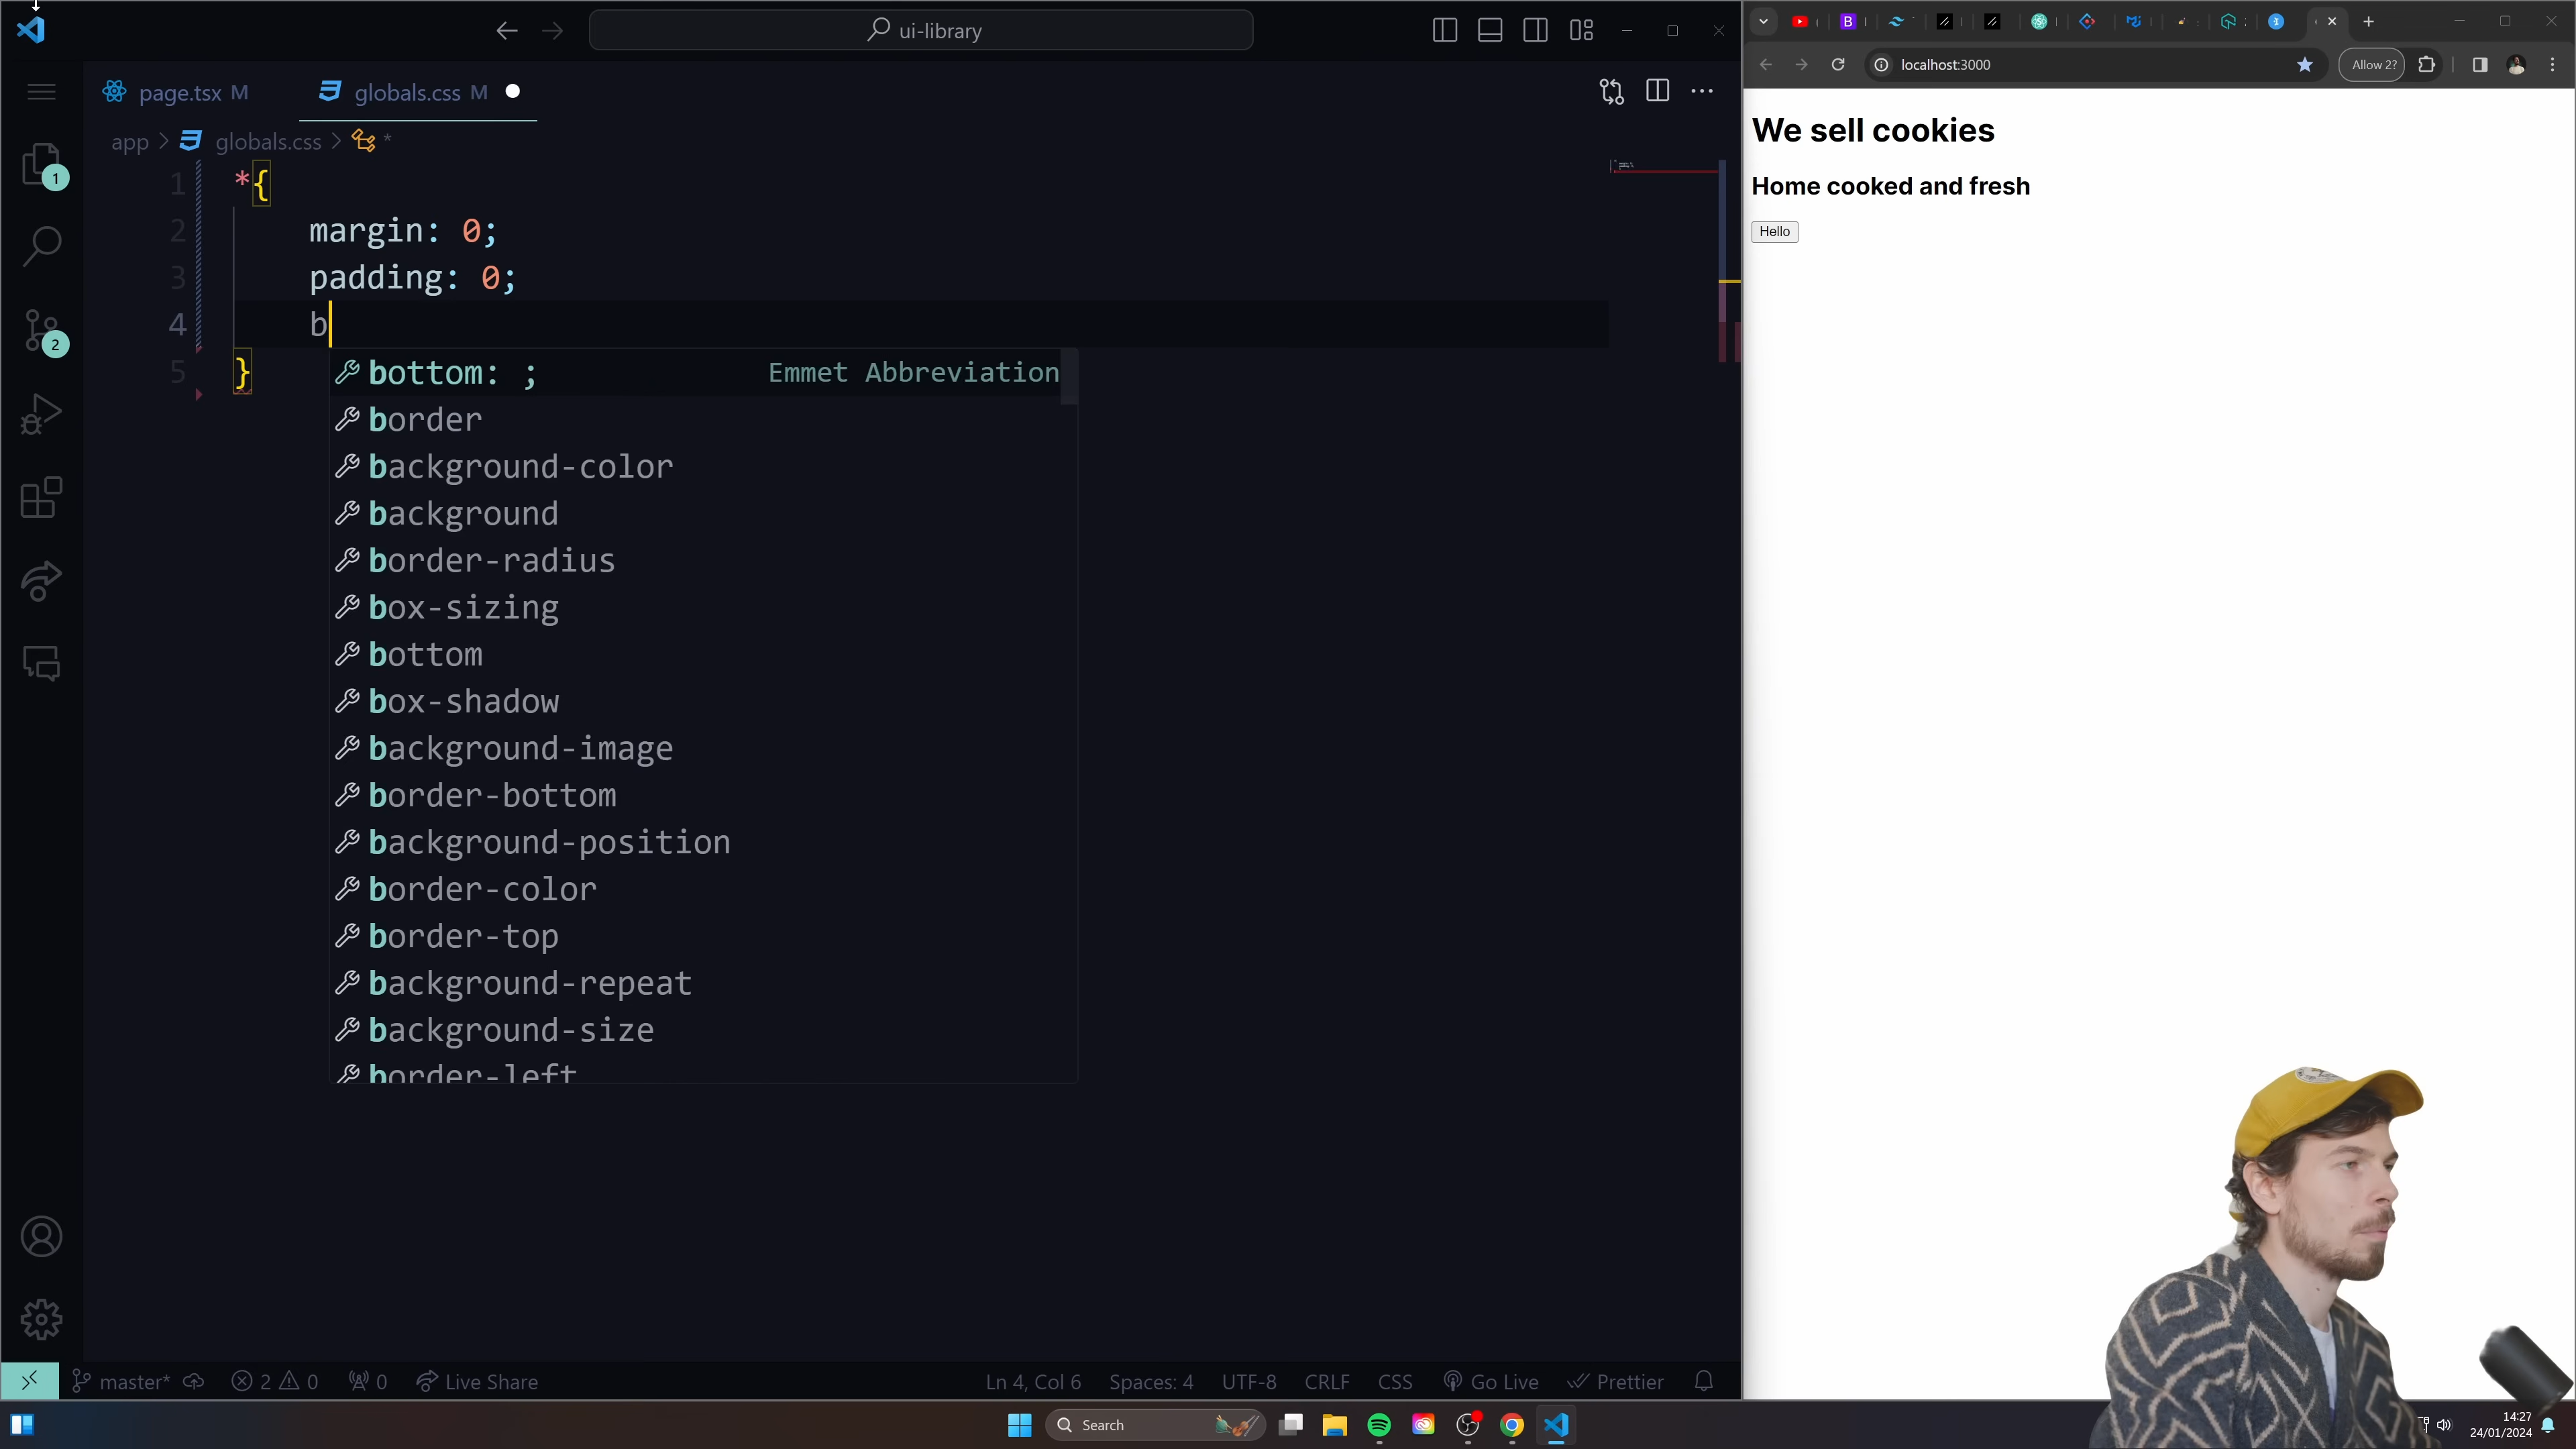 ui-library
page.tsx M
globals.css M
app > globals.css > *
1 *{
2 margin: 0;
3 padding: 0;
4 b
5 }
bottom: ; Emmet Abbreviation
border
background-color
background
border-radius
box-sizing
bottom
box-shadow
background-image
border-bottom
background-position
border-color
border-top
background-repeat
background-size
border-left
1
2
master* 2 0 0 Live Share
Ln 4, Col 6 Spaces: 4 UTF-8 CRLF CSS Go Live Prettier
localhost:3000
Allow 2?
We sell cookies
Home cooked and fresh
Hello
Search
14:27
24/01/2024